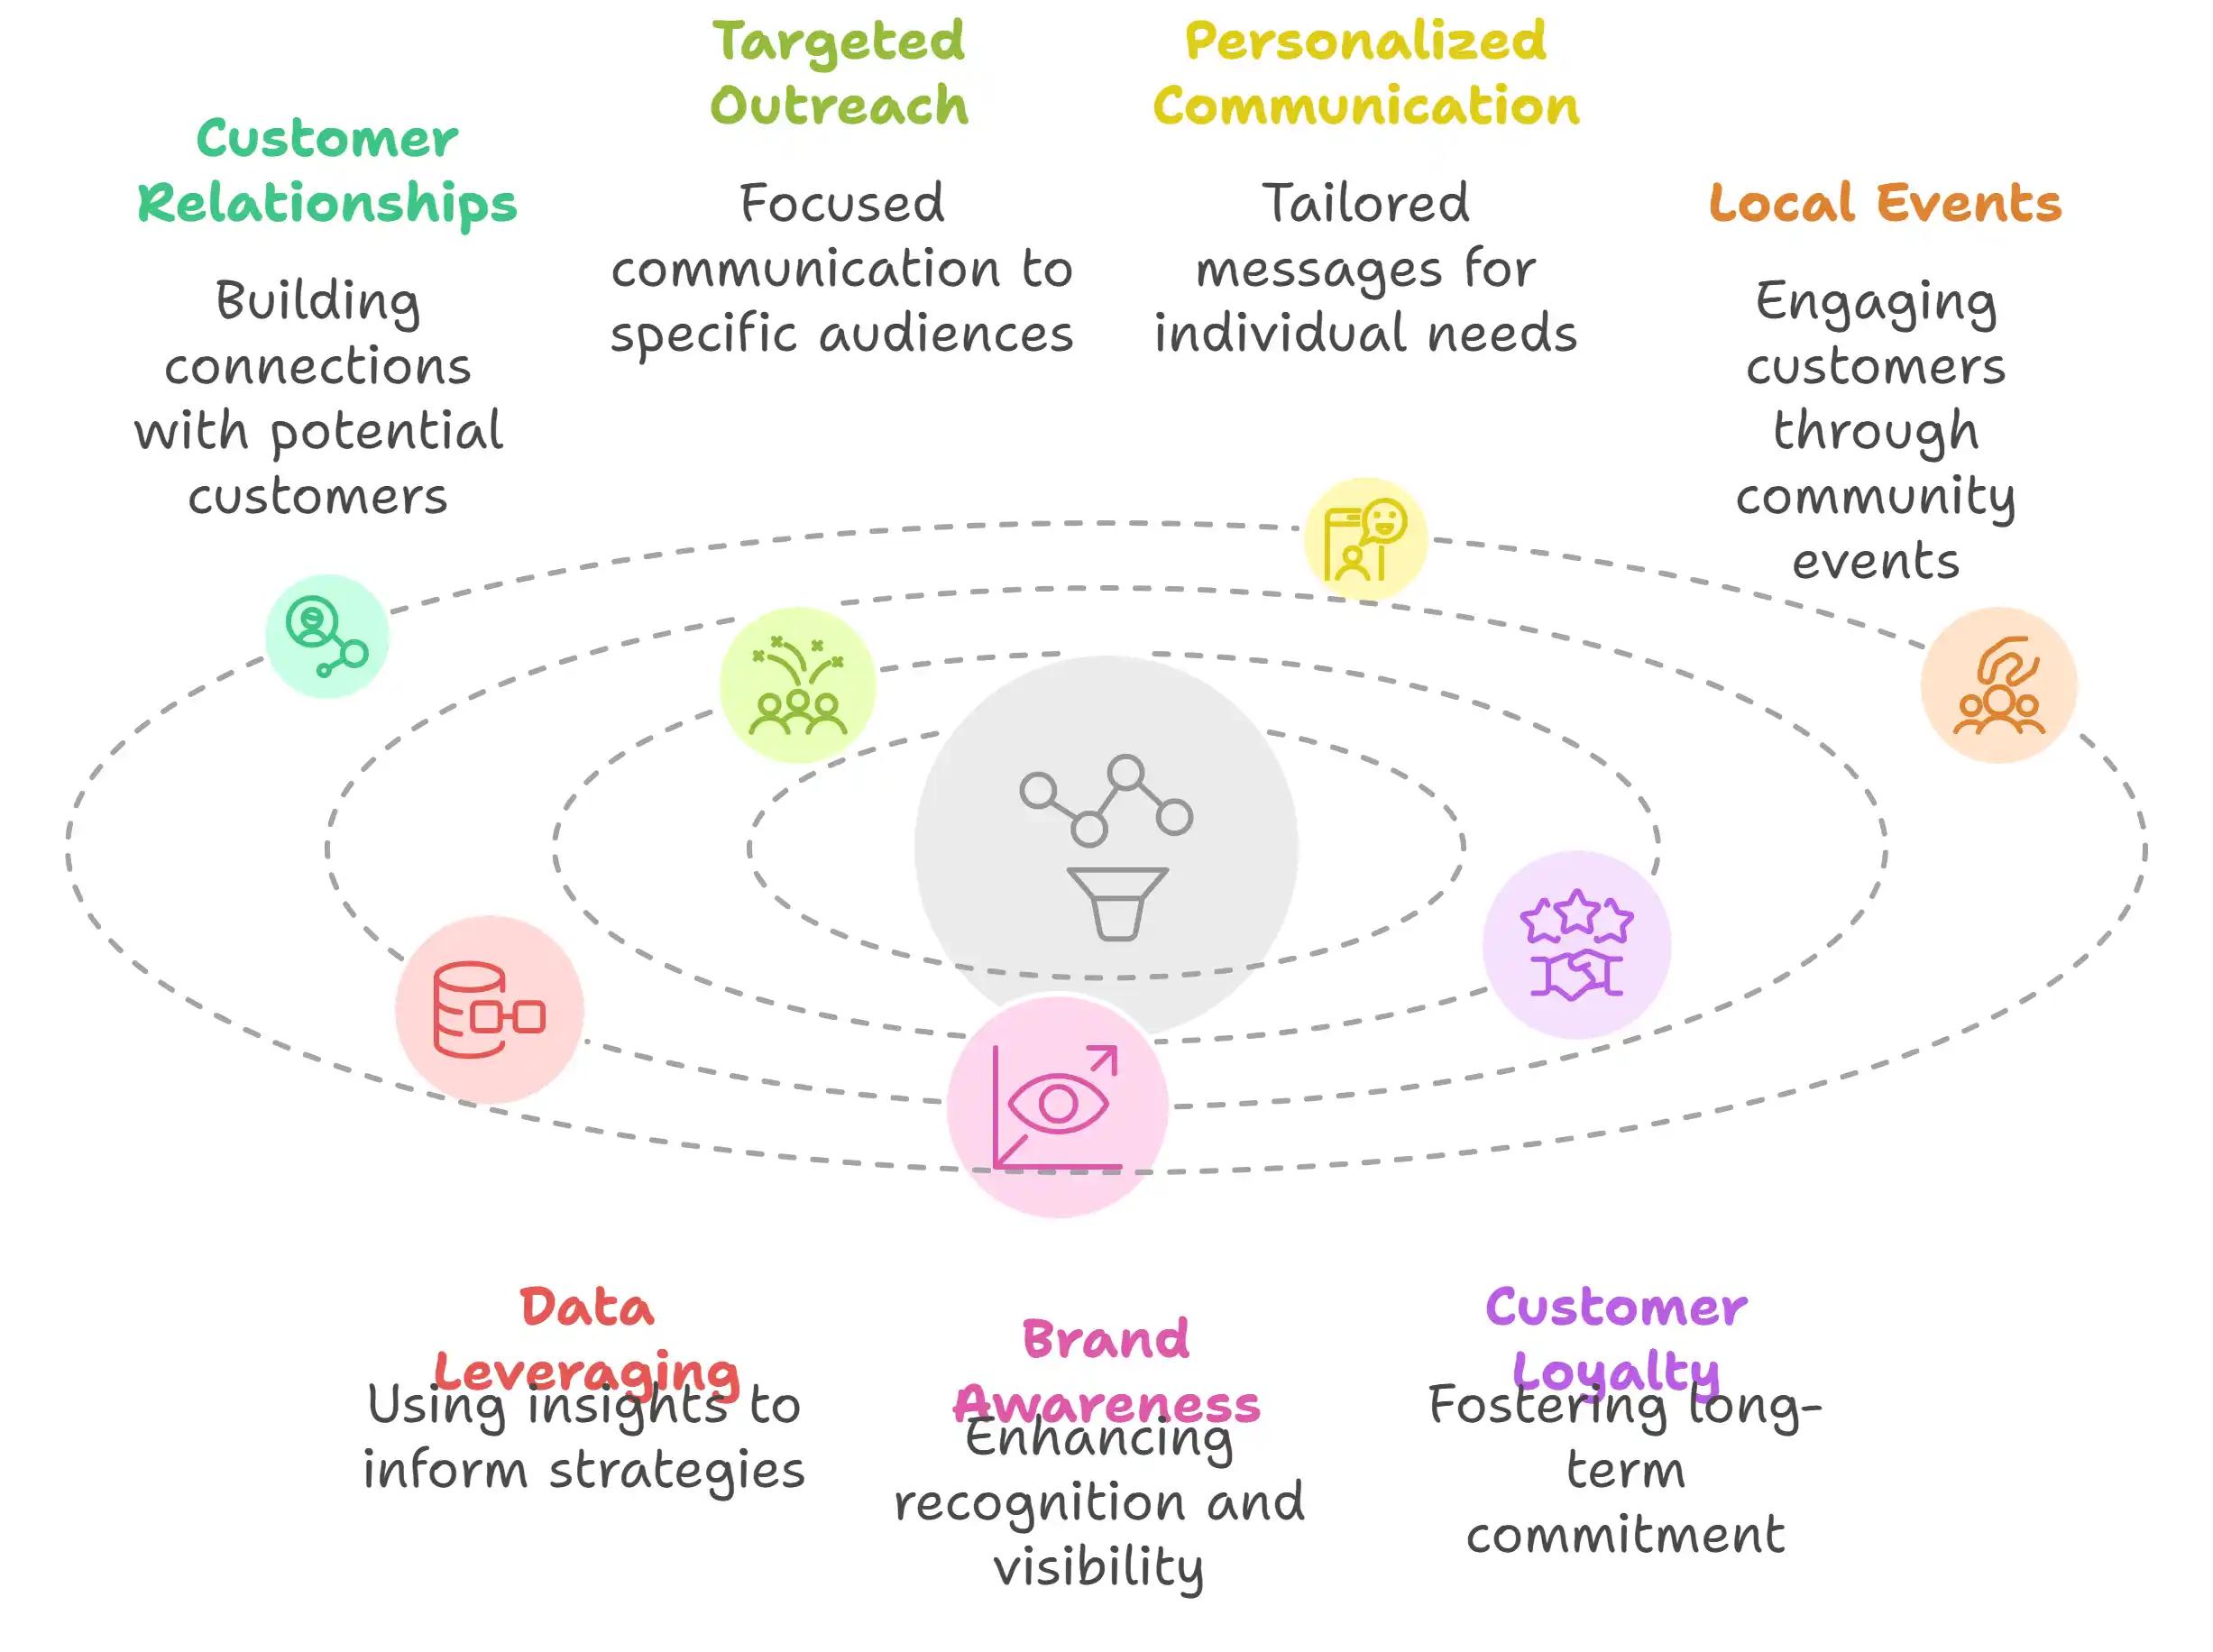 Customer
Relationships
Building
connections
with potential
customers
Targeted
Outreach
Focused
communication to
specific audiences
Personalized
Communication
Tailored
messages for
individual needs
Local Events
Engaging
customers
through
community
events
Data
Leveraging
Using insights to
inform strategies
Brand
Awareness
Enhancing
recognition and
visibility
Customer
Loyalty
Fostering long-
term
commitment